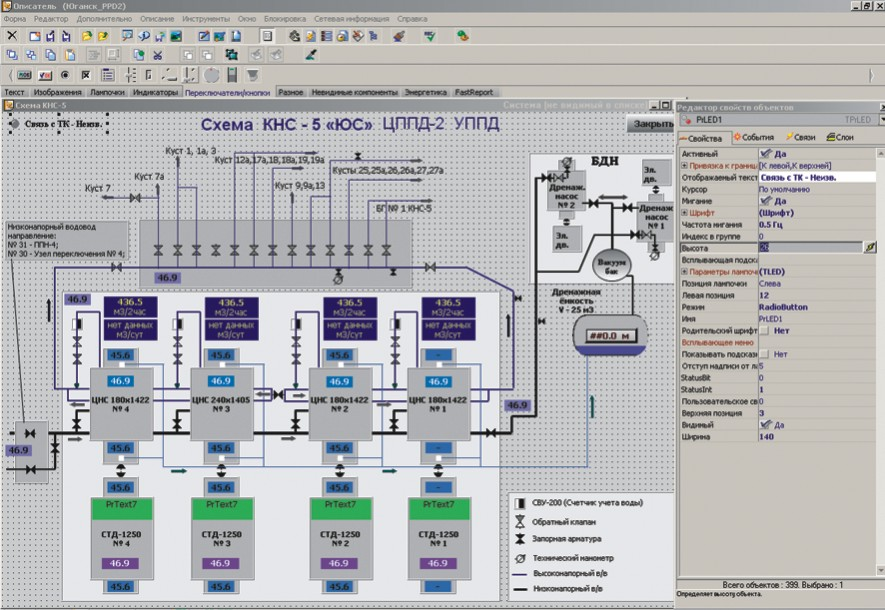 Описатель (Юганск_PPD2)
Форма Редактор Дополнительно Описание Инструменты Окно Блокировка Сетевая информация Справка
Текст Изображения Лампочки Индикаторы Переключатели/кнопки Разное Невидимые компоненты Энергетика FastReport
Схема КНС-5
Система (не видимый в списке)
Связь с ТК - Неизв.
Схема КНС - 5 «ЮС» ЦППД-2 УППД
Закрыть
Куст 1, 1а, 3
Куст 12а,17а,18,18а,19,19а
Куст 7а
Кусты 25,25а,26,26а,27,27а
Куст 7
Куст 9,9а,13
БГ № 1 КНС-5
БДН
Эл. дв.
Дренаж. насос № 2
Дренаж. насос № 1
Эл. дв.
Вакуум бак
Низконапорный водовод
направление:
№ 31 - ППН-4;
№ 30 - Узел переключения № 4;
46.9
Дренажная
ёмкость
V - 25 м3
##0.0 м
46.9
436.5 м3/2час 436.5 м3/2час 436.5 м3/2час 436.5 м3/2час
нет данных м3/сут нет данных м3/сут нет данных м3/сут нет данных м3/сут
45.6 45.6 45.6 -
46.9 46.9 46.9 46.9
ЦНС 180х1422 № 4 ЦНС 240х1405 № 3 ЦНС 180х1422 № 2 ЦНС 180х1422 № 1
46.9
46.9
45.6 45.6 45.6 -
45.6 45.6 45.6 -
PrText7 PrText7 PrText7 PrText7
СТД-1250 № 4 СТД-1250 № 3 СТД-1250 № 2 СТД-1250 № 1
46.9 46.9 46.9 46.9
45.6 45.6 45.6 -
СВУ-200 (Счетчик учета воды)
Обратный клапан
Запорная арматура
Технический манометр
Высоконапорный в/в
Низконапорный в/в
Редактор свойств объектов
PrLED1 TPrLED
Свойства События Связи Слои
Активный Да
Привязка к границ [К левой,К верхней]
Отображаемый текст Связь с ТК - Неизв.
Курсор По умолчанию
Мигание Да
Шрифт (Шрифт)
Частота мигания 0.5 Гц
Индекс в группе 0
Высота
Всплывающая подск
Параметры лампочк (TLED)
Позиция лампочки Слева
Левая позиция 12
Режим RadioButton
Имя PrLED1
Родительский шрифт Нет
Всплывающее меню
Показывать подсказ Нет
Отступ надписи от л 5
StatusBit 0
StatusInt 1
Пользовательское св 0
Верхняя позиция 3
Видимый Да
Ширина 140
Всего объектов : 399. Выбрано : 1
Определяет высоту объекта.